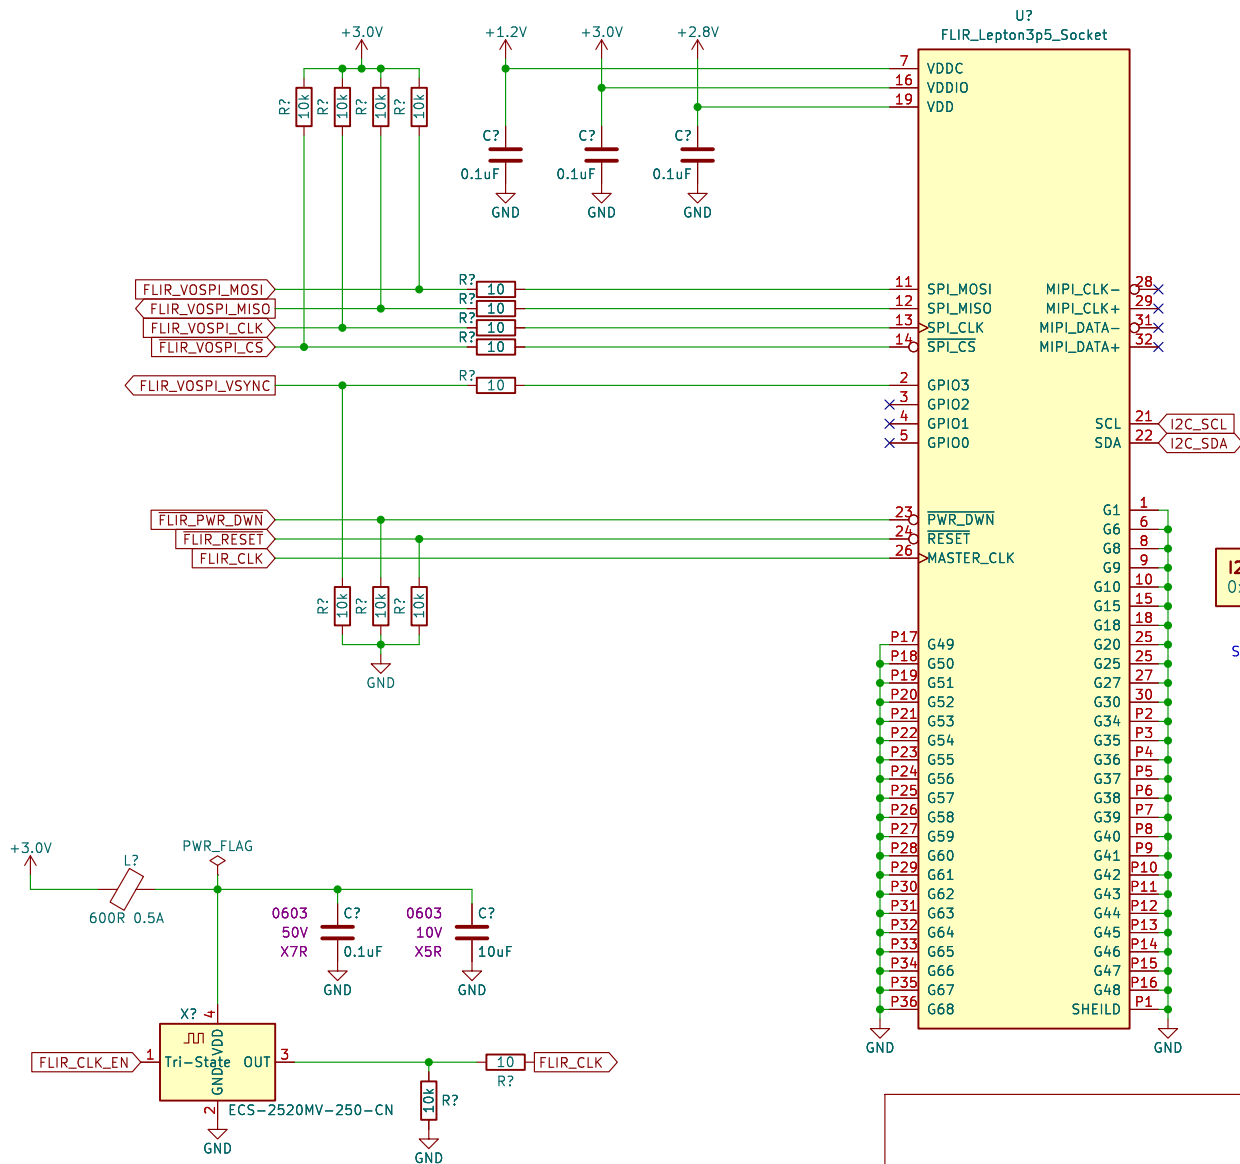 U?
FLIR_Lepton3p5_Socket
+3.0V
+1.2V
+3.0V
+2.8V
R? 10k
R? 10k
R? 10k
R? 10k
C?
0.1uF
GND
C?
0.1uF
GND
C?
0.1uF
GND
7 VDDC
16 VDDIO
19 VDD
FLIR_VOSPI_MOSI R? 10 11 SPI_MOSI
FLIR_VOSPI_MISO R? 10 12 SPI_MISO
FLIR_VOSPI_CLK R? 10 13 SPI_CLK
FLIR_VOSPI_CS R? 10 14 SPI_CS
MIPI_CLK- 28
MIPI_CLK+ 29
MIPI_DATA- 31
MIPI_DATA+ 32
FLIR_VOSPI_VSYNC R? 10 2 GPIO3
3 GPIO2
4 GPIO1
5 GPIO0
SCL 21 I2C_SCL
SDA 22 I2C_SDA
FLIR_PWR_DWN 23 PWR_DWN
FLIR_RESET 24 RESET
FLIR_CLK 26 MASTER_CLK
R? 10k
R? 10k
R? 10k
GND
G1 1
G6 6
G8 8
G9 9
G10 10
G15 15
G18 18
G20 25
G25 25
G27 27
G30 30
G34 P2
G35 P3
G36 P4
G37 P5
G38 P6
G39 P7
G40 P8
G41 P9
G42 P10
G43 P11
G44 P12
G45 P13
G46 P14
G47 P15
G48 P16
SHEILD P1
GND
P17 G49
P18 G50
P19 G51
P20 G52
P21 G53
P22 G54
P23 G55
P24 G56
P25 G57
P26 G58
P27 G59
P28 G60
P29 G61
P30 G62
P31 G63
P32 G64
P33 G65
P34 G66
P35 G67
P36 G68
GND
+3.0V
L?
600R 0.5A
PWR_FLAG
0603
50V
X7R
C?
0.1uF
GND
0603
10V
X5R
C?
10uF
GND
X?
4
VDD
FLIR_CLK_EN 1 Tri-State OUT 3
GND
2
ECS-2520MV-250-CN
GND
10
R?
FLIR_CLK
10k R?
GND